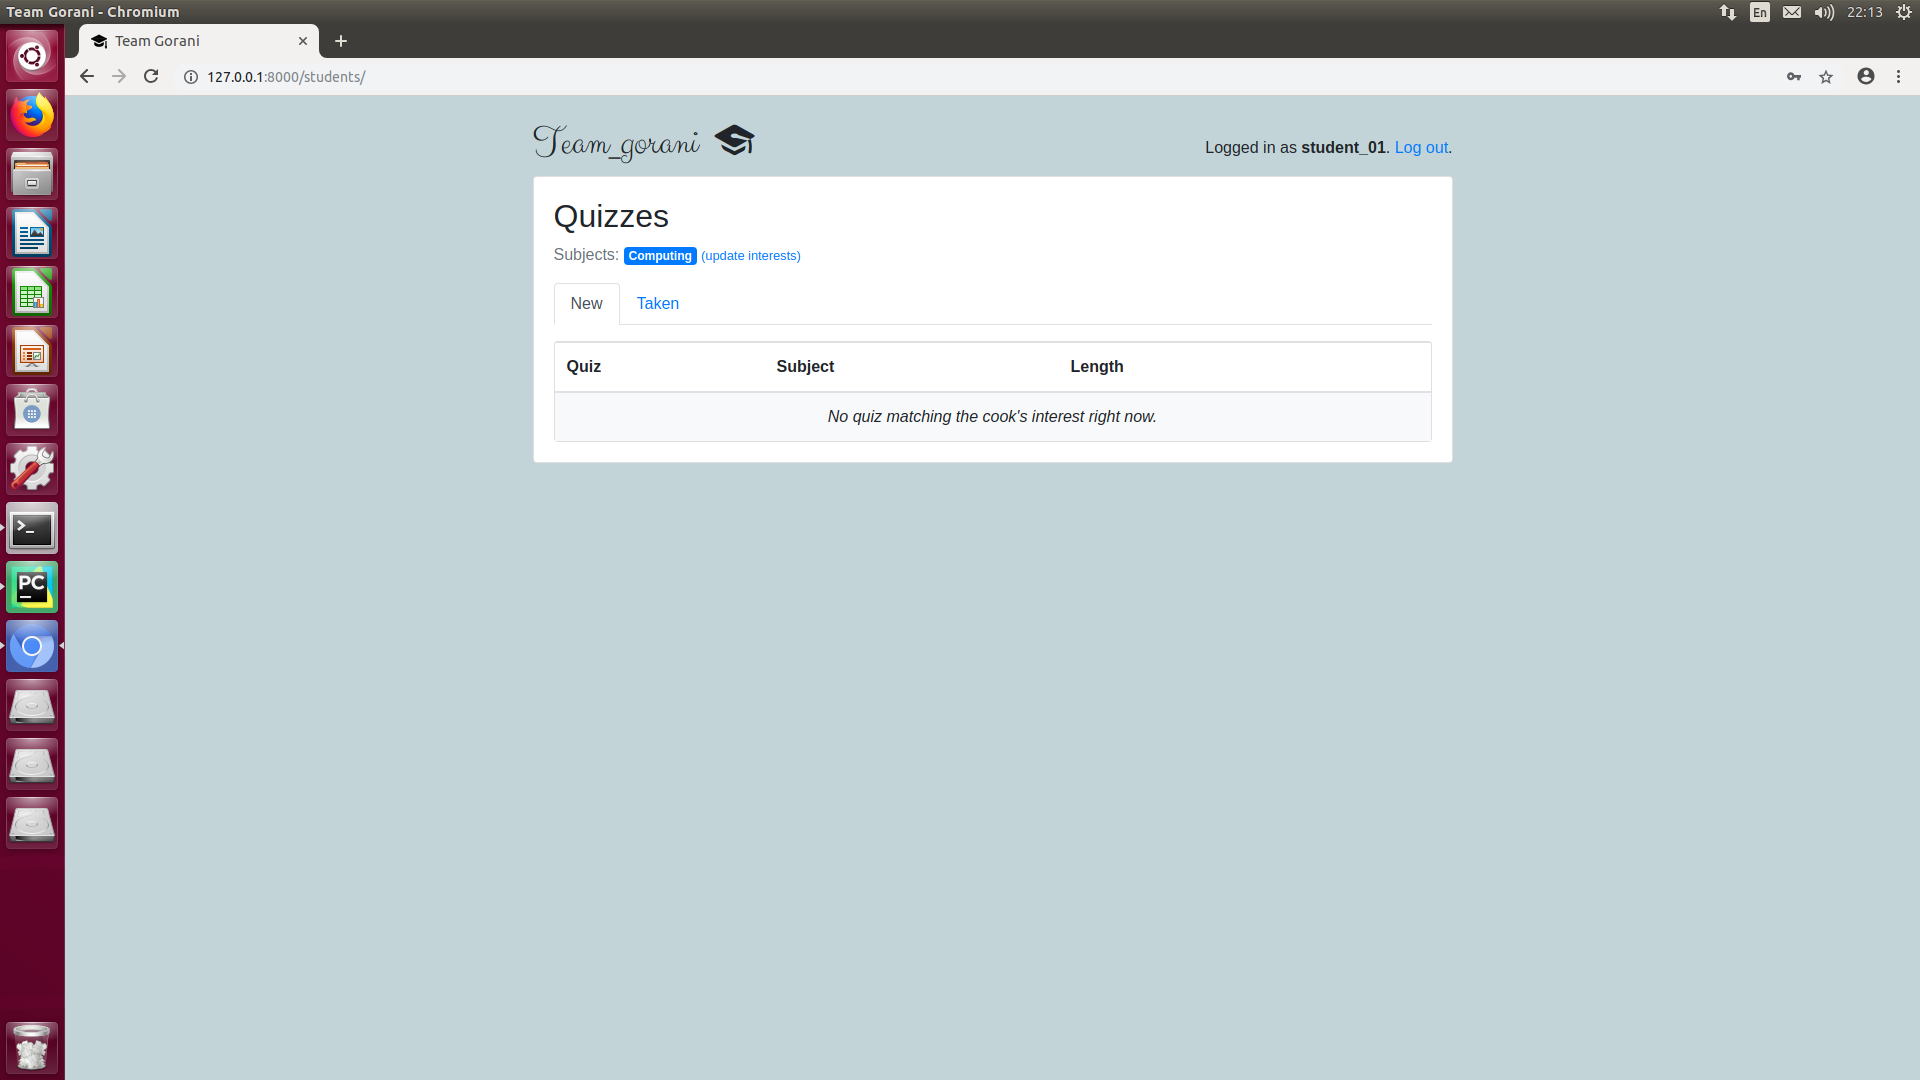 Team Gorani - Chromium
En
22:13
Team Gorani
127.0.0.1:8000/students/
Team_gorani
Logged in as student_01. Log out.
Quizzes
Subjects: Computing (update interests)
New Taken
Quiz Subject Length
No quiz matching the cook's interest right now.
PC